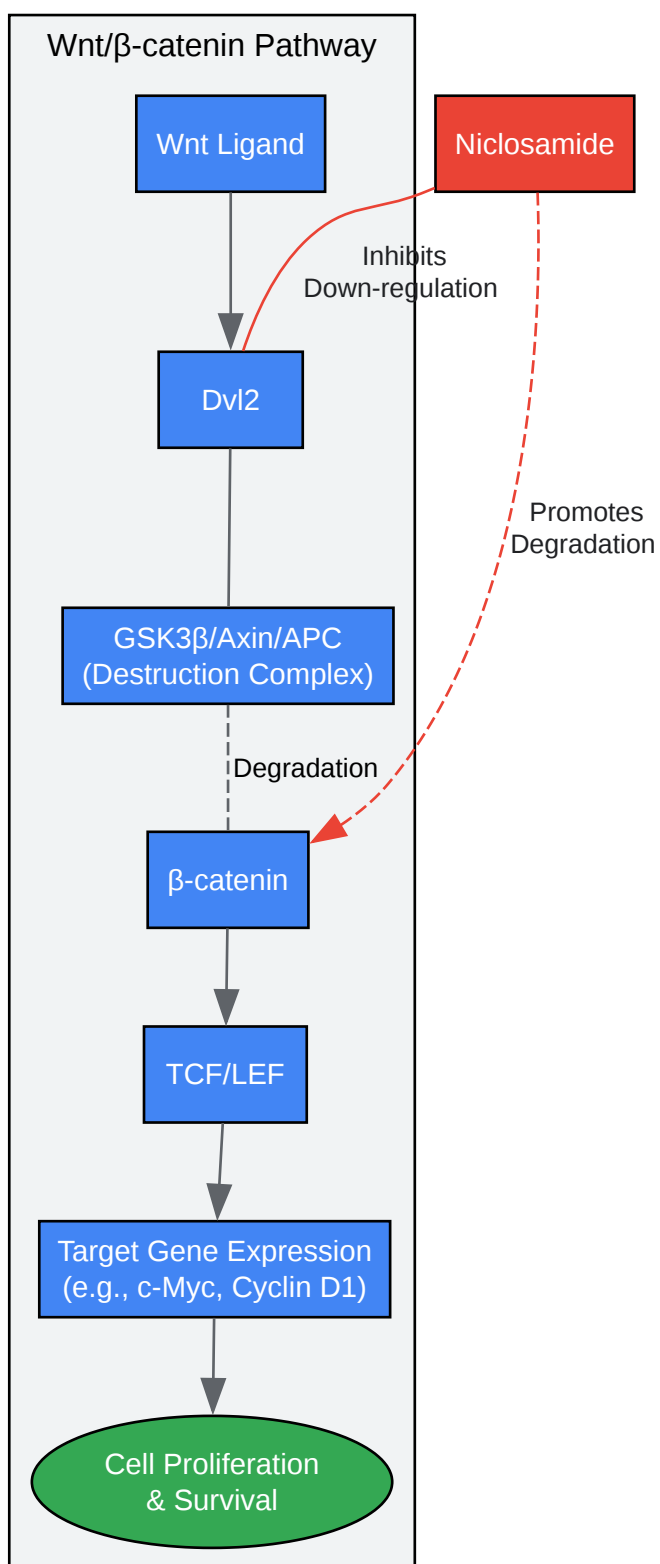 Wnt/β-catenin Pathway
Wnt Ligand
Niclosamide
Inhibits
Down-regulation
Dvl2
Promotes
Degradation
GSK3β/Axin/APC
(Destruction Complex)
Degradation
β-catenin
TCF/LEF
Target Gene Expression
(e.g., c-Myc, Cyclin D1)
Cell Proliferation
& Survival